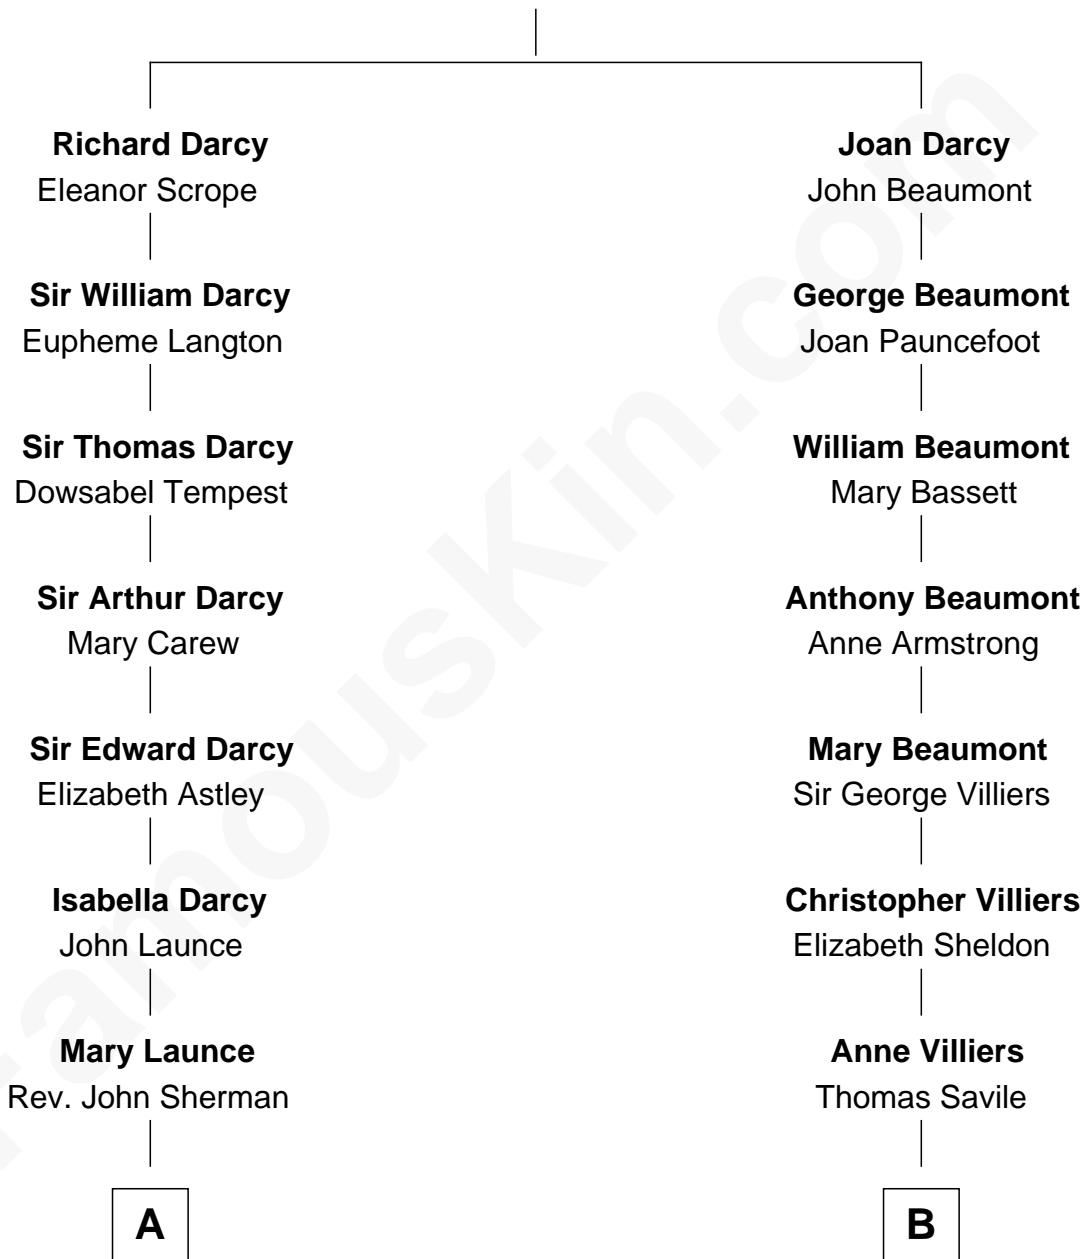 Richard Darcy
Eleanor Scrope
Sir William Darcy
Eupheme Langton
Sir Thomas Darcy
Dowsabel Tempest
Sir Arthur Darcy
Mary Carew
Sir Edward Darcy
Elizabeth Astley
Isabella Darcy
John Launce
Mary Launce
Rev. John Sherman
A
Joan Darcy
John Beaumont
George Beaumont
Joan Pauncefoot
William Beaumont
Mary Bassett
Anthony Beaumont
Anne Armstrong
Mary Beaumont
Sir George Villiers
Christopher Villiers
Elizabeth Sheldon
Anne Villiers
Thomas Savile
B
FamousKin.com